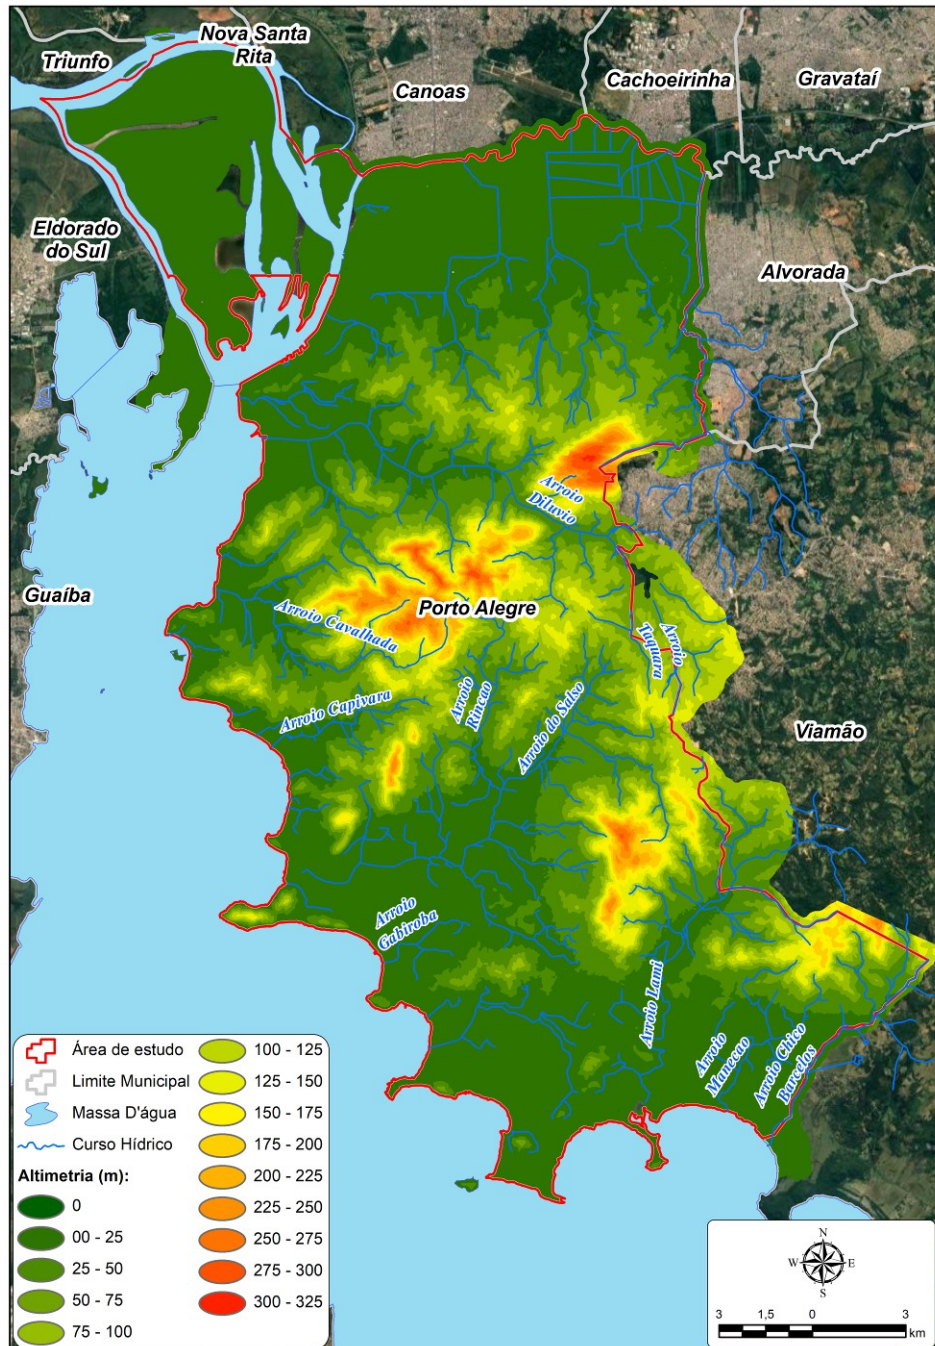 Nova Santa
Rita
Triunfo
Canoas
Cachoeirinha
Gravataí
Eldorado
do Sul
Alvorada
Arroio
Diluvio
Guaíba
Porto Alegre
Arroio Cavalhada
Arroio
Taquara
Arroio Capivara
Arroio
Rincao
Arroio do Salso
Viamão
Arroio
Gabiroba
Arroio Lami
Arroio
Manecao
Arroio Chico
Barcelos
Área de estudo
Limite Municipal
Massa D'água
Curso Hídrico
Altimetria (m):
0
00 - 25
25 - 50
50 - 75
75 - 100
100 - 125
125 - 150
150 - 175
175 - 200
200 - 225
225 - 250
250 - 275
275 - 300
300 - 325
N
W E
S
3 1,5 0 3
km